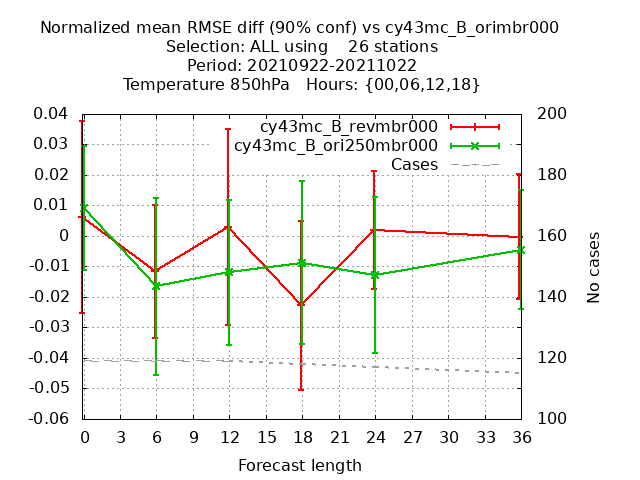 Normalized mean RMSE diff (90% conf) vs cy43mc_B_orimbr000
Selection: ALL using    26 stations
Period: 20210922-20211022
Temperature 850hPa   Hours: {00,06,12,18}
cy43mc_B_revmbr000
cy43mc_B_ori250mbr000
Cases
0.04
0.03
0.02
0.01
0
-0.01
-0.02
-0.03
-0.04
-0.05
-0.06
200
180
160
140
120
100
No cases
0 3 6 9 12 15 18 21 24 27 30 33 36
Forecast length